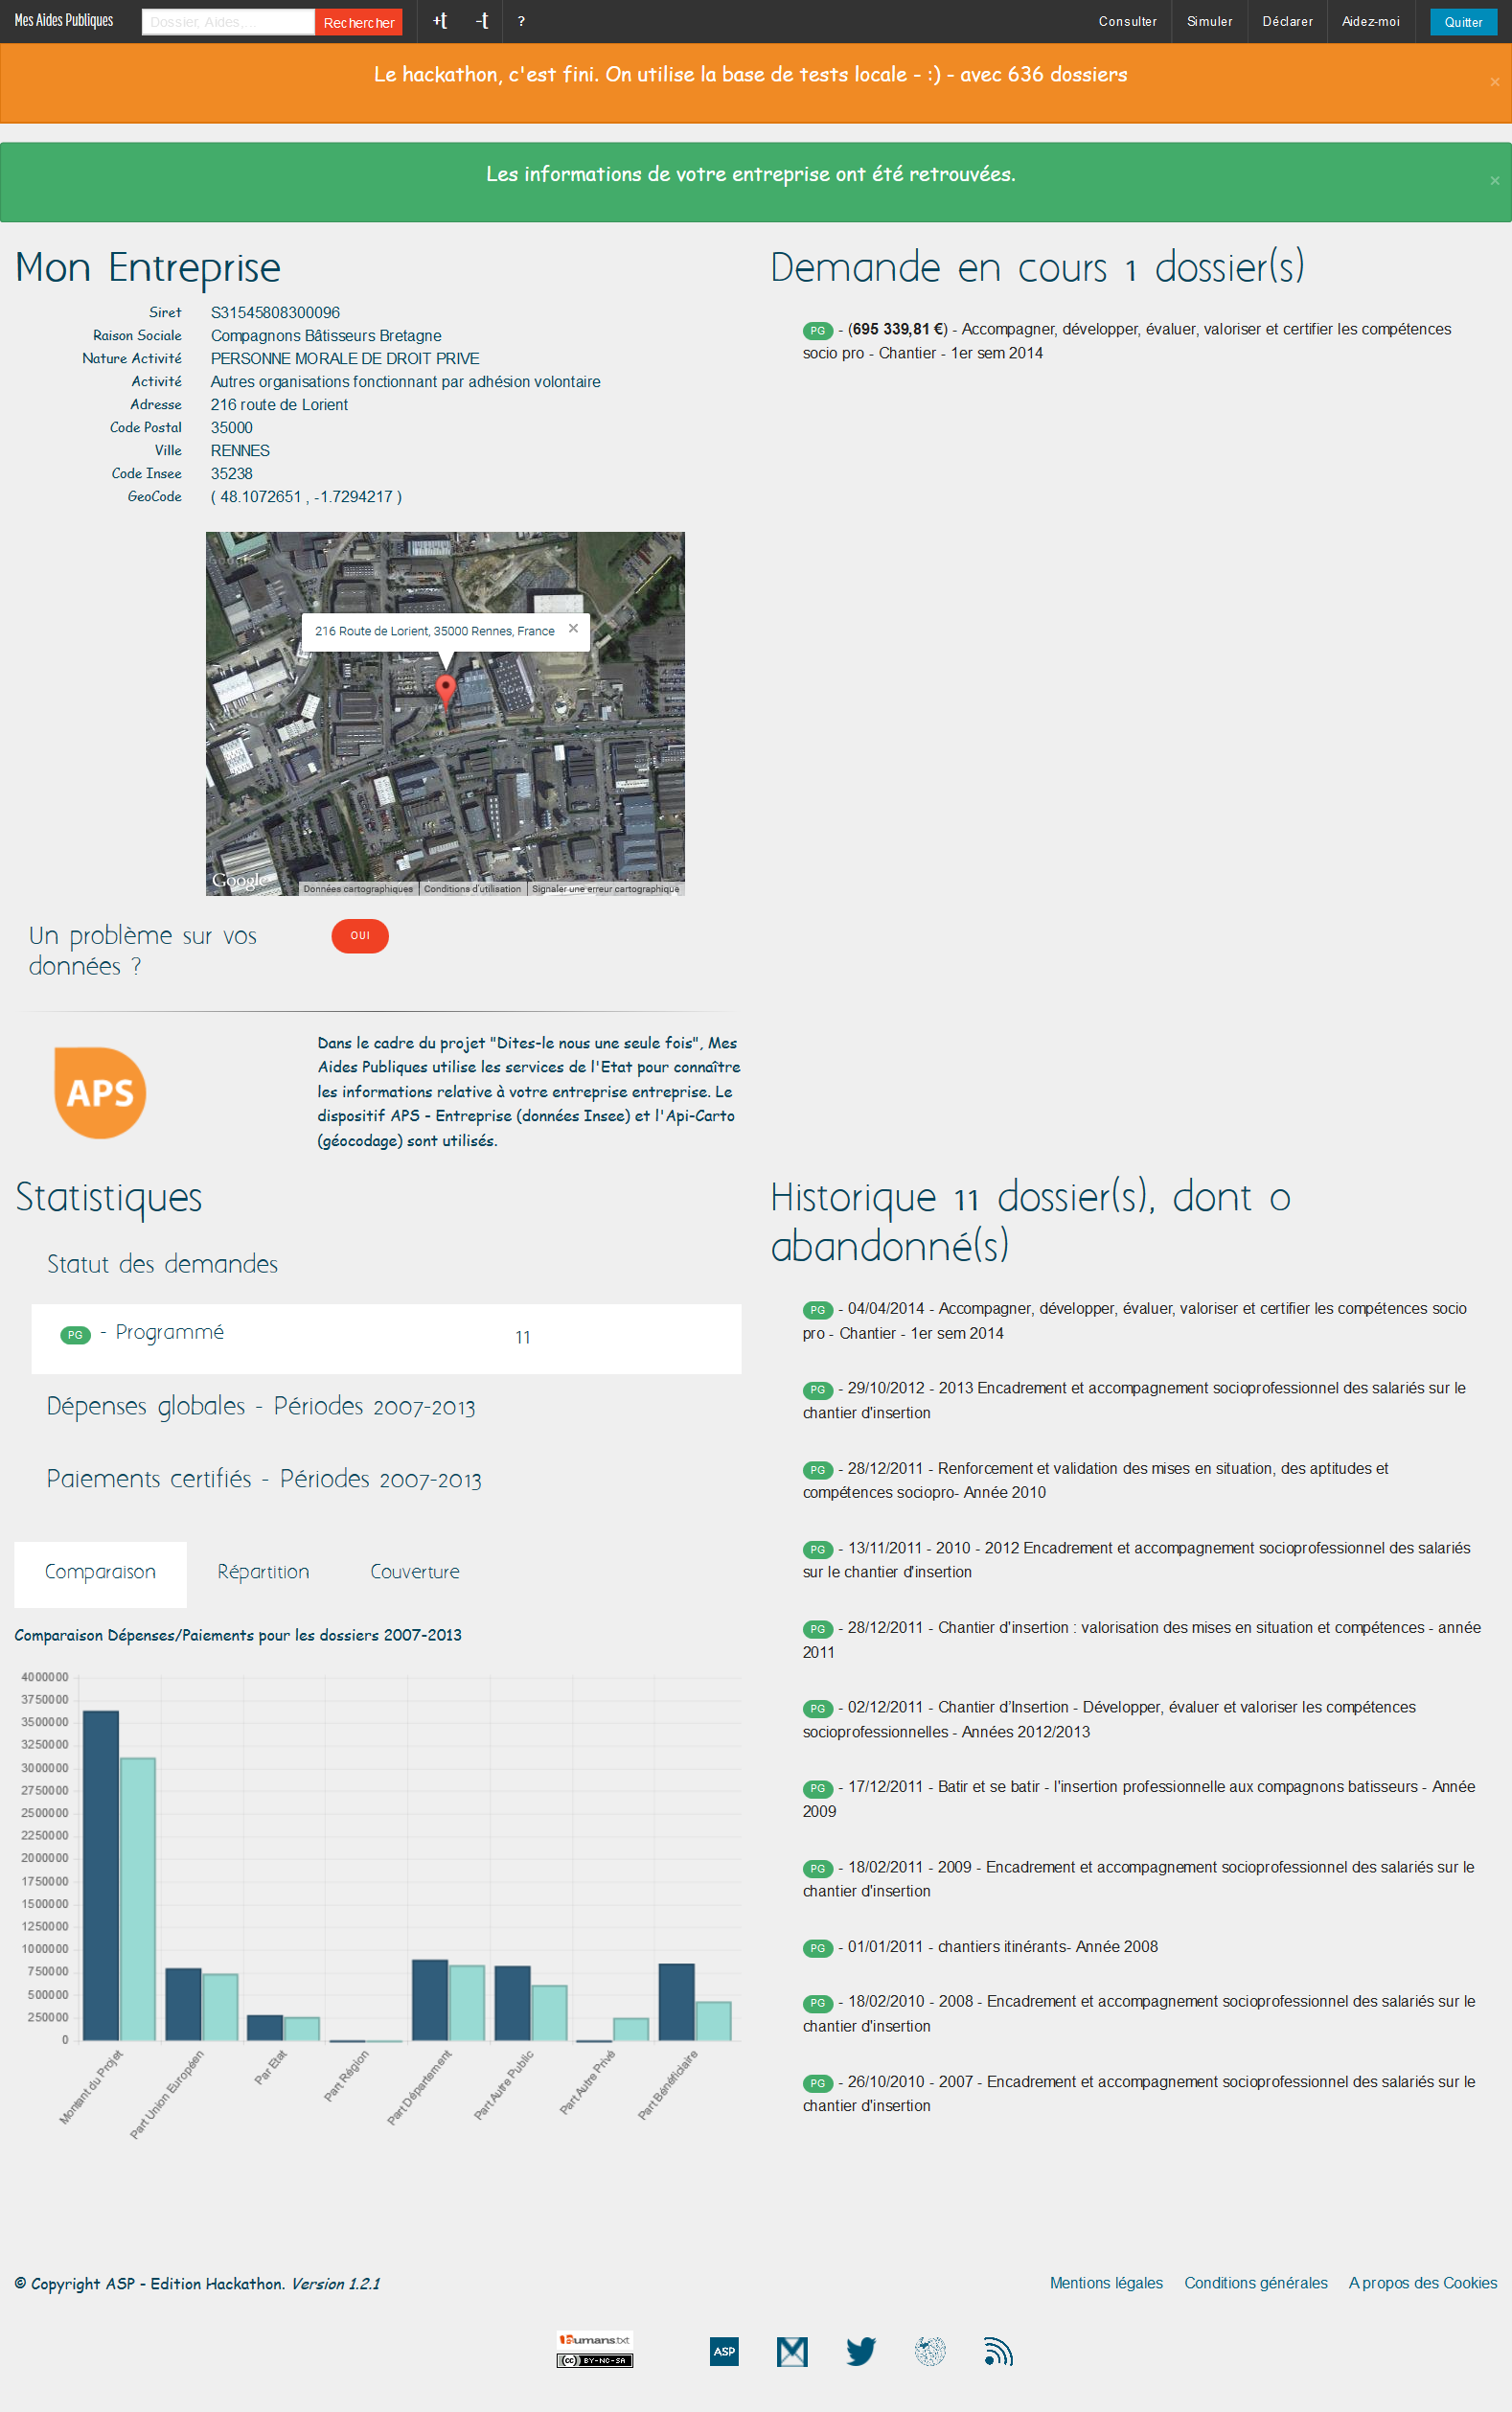 Mes Aides Publiques
Dossier, Aides,...
Rechercher
+t
-t
?
Consulter
Simuler
Déclarer
Aidez-moi
Quitter
Le hackathon, c'est fini. On utilise la base de tests locale - :) - avec 636 dossiers
×
Les informations de votre entreprise ont été retrouvées.
×
Mon Entreprise
Siret S31545808300096
Raison Sociale Compagnons Bâtisseurs Bretagne
Nature Activité PERSONNE MORALE DE DROIT PRIVE
Activité Autres organisations fonctionnant par adhésion volontaire
Adresse 216 route de Lorient
Code Postal 35000
Ville RENNES
Code Insee 35238
GeoCode ( 48.1072651 , -1.7294217 )
216 Route de Lorient, 35000 Rennes, France
Google
Données cartographiques
Conditions d'utilisation
Signaler une erreur cartographique
Un problème sur vos
données ?
OUI
APS
Dans le cadre du projet "Dites-le nous une seule fois", Mes
Aides Publiques utilise les services de l'Etat pour connaître
les informations relative à votre entreprise entreprise. Le
dispositif APS - Entreprise (données Insee) et l'Api-Carto
(géocodage) sont utilisés.
Demande en cours 1 dossier(s)
PG - (695 339,81 €) - Accompagner, développer, évaluer, valoriser et certifier les compétences
socio pro - Chantier - 1er sem 2014
Statistiques
Statut des demandes
PG - Programmé 11
Dépenses globales - Périodes 2007-2013
Paiements certifiés - Périodes 2007-2013
Comparaison
Répartition
Couverture
Comparaison Dépenses/Paiements pour les dossiers 2007-2013
4000000
3750000
3500000
3250000
3000000
2750000
2500000
2250000
2000000
1750000
1500000
1250000
1000000
750000
500000
250000
0
Montant du Projet
Part Union Européen
Par Etat
Part Région
Part Département
Part Autre Public
Part Autre Privé
Part Bénéficiaire
Historique 11 dossier(s), dont 0
abandonné(s)
PG - 04/04/2014 - Accompagner, développer, évaluer, valoriser et certifier les compétences socio
pro - Chantier - 1er sem 2014
PG - 29/10/2012 - 2013 Encadrement et accompagnement socioprofessionnel des salariés sur le
chantier d'insertion
PG - 28/12/2011 - Renforcement et validation des mises en situation, des aptitudes et
compétences sociopro- Année 2010
PG - 13/11/2011 - 2010 - 2012 Encadrement et accompagnement socioprofessionnel des salariés
sur le chantier d'insertion
PG - 28/12/2011 - Chantier d'insertion : valorisation des mises en situation et compétences - année
2011
PG - 02/12/2011 - Chantier d’Insertion - Développer, évaluer et valoriser les compétences
socioprofessionnelles - Années 2012/2013
PG - 17/12/2011 - Batir et se batir - l'insertion professionnelle aux compagnons batisseurs - Année
2009
PG - 18/02/2011 - 2009 - Encadrement et accompagnement socioprofessionnel des salariés sur le
chantier d'insertion
PG - 01/01/2011 - chantiers itinérants- Année 2008
PG - 18/02/2010 - 2008 - Encadrement et accompagnement socioprofessionnel des salariés sur le
chantier d'insertion
PG - 26/10/2010 - 2007 - Encadrement et accompagnement socioprofessionnel des salariés sur le
chantier d'insertion
© Copyright ASP - Edition Hackathon. Version 1.2.1
Mentions légales
Conditions générales
A propos des Cookies
humans.txt
(cc) BY-NC-SA
ASP